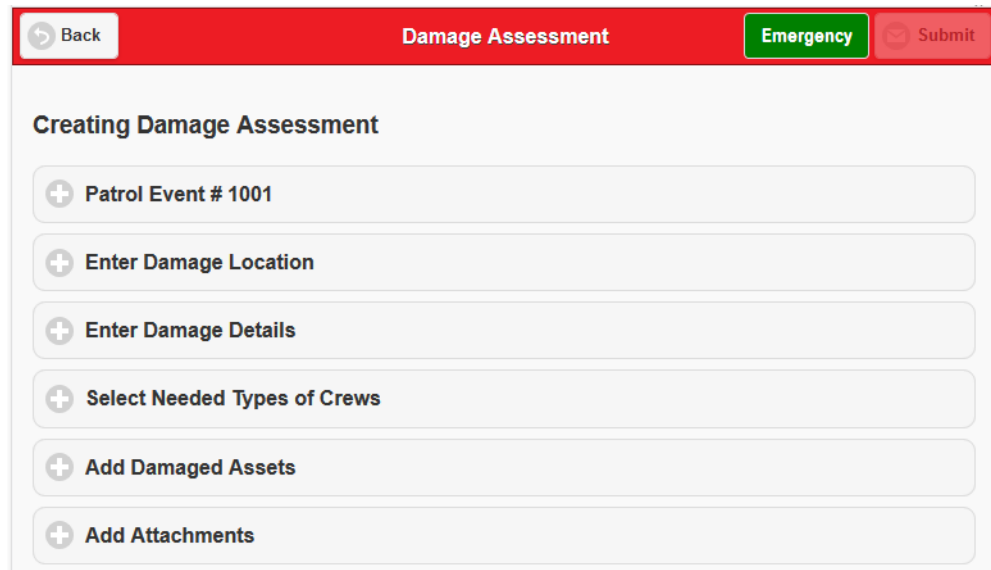 Back
Damage Assessment
Emergency
Submit
Creating Damage Assessment
Patrol Event # 1001
Enter Damage Location
Enter Damage Details
Select Needed Types of Crews
Add Damaged Assets
Add Attachments